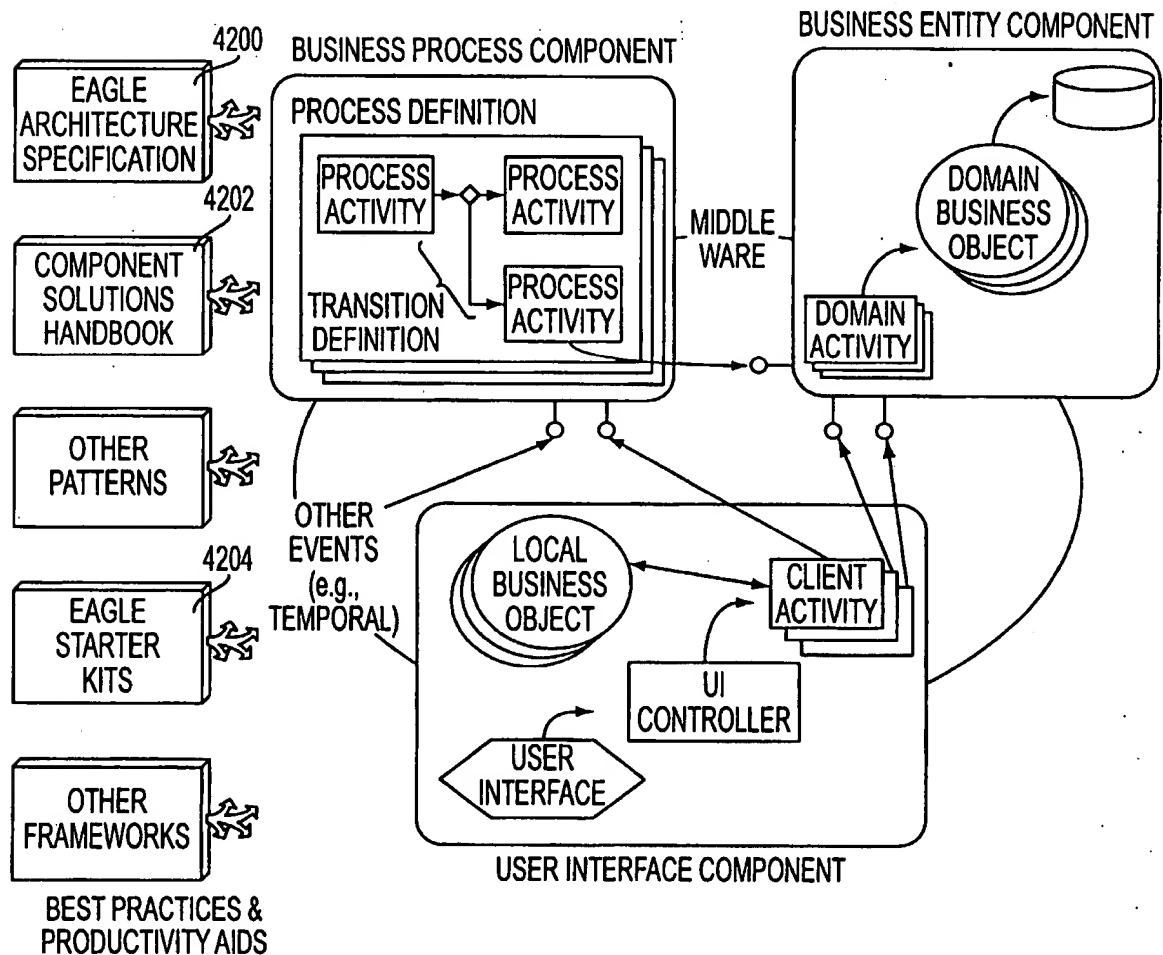 4200
EAGLE
ARCHITECTURE
SPECIFICATION
4202
COMPONENT
SOLUTIONS
HANDBOOK
OTHER
PATTERNS
4204
EAGLE
STARTER
KITS
OTHER
FRAMEWORKS
BEST PRACTICES &
PRODUCTIVITY AIDS
BUSINESS PROCESS COMPONENT
PROCESS DEFINITION
PROCESS
ACTIVITY
PROCESS
ACTIVITY
PROCESS
ACTIVITY
TRANSITION
DEFINITION
MIDDLE
WARE
BUSINESS ENTITY COMPONENT
DOMAIN
BUSINESS
OBJECT
DOMAIN
ACTIVITY
OTHER
EVENTS
(e.g.,
TEMPORAL)
LOCAL
BUSINESS
OBJECT
CLIENT
ACTIVITY
UI
CONTROLLER
USER
INTERFACE
USER INTERFACE COMPONENT